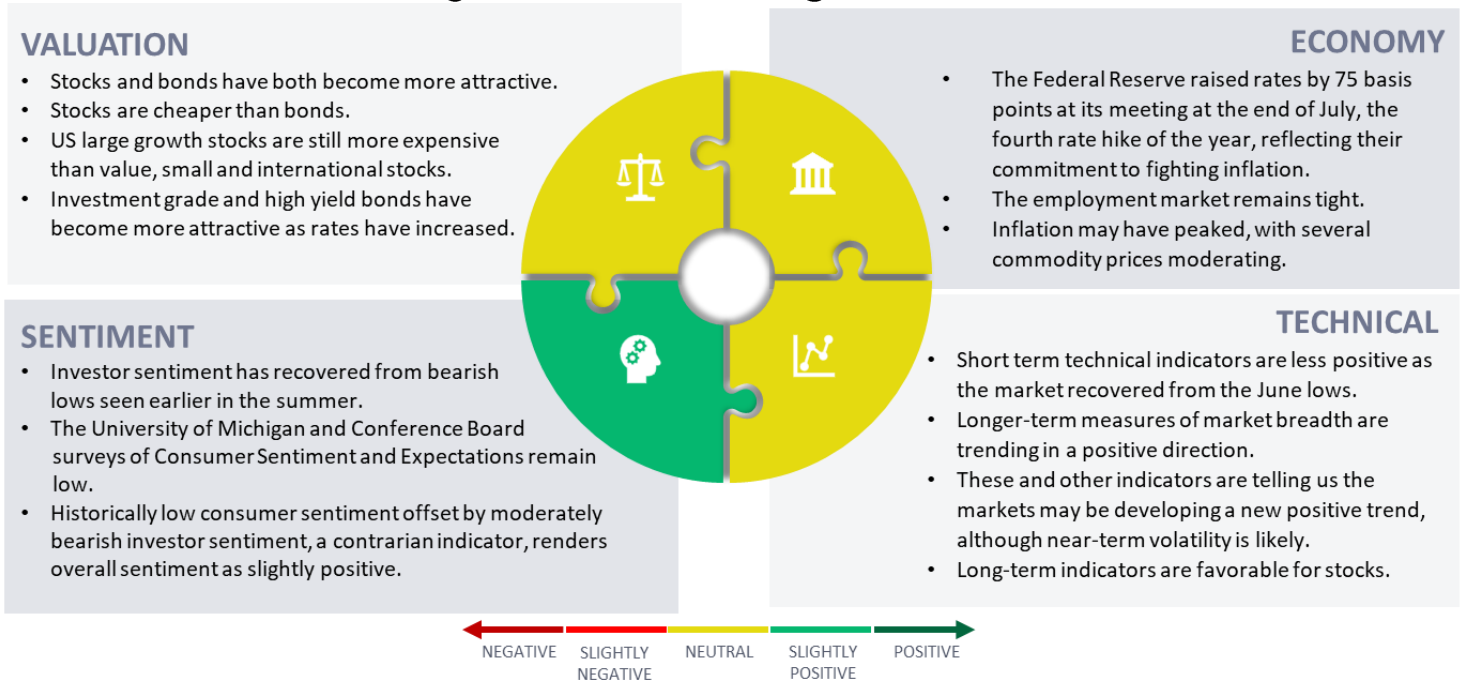 VALUATION
• Stocks and bonds have both become more attractive.
• Stocks are cheaper than bonds.
• US large growth stocks are still more expensive
than value, small and international stocks.
• Investment grade and high yield bonds have
become more attractive as rates have increased.
ECONOMY
• The Federal Reserve raised rates by 75 basis
points at its meeting at the end of July, the
fourth rate hike of the year, reflecting their
commitment to fighting inflation.
• The employment market remains tight.
• Inflation may have peaked, with several
commodity prices moderating.
SENTIMENT
• Investor sentiment has recovered from bearish
lows seen earlier in the summer.
• The University of Michigan and Conference Board
surveys of Consumer Sentiment and Expectations remain
low.
• Historically low consumer sentiment offset by moderately
bearish investor sentiment, a contrarian indicator, renders
overall sentiment as slightly positive.
TECHNICAL
• Short term technical indicators are less positive as
the market recovered from the June lows.
• Longer-term measures of market breadth are
trending in a positive direction.
• These and other indicators are telling us the
markets may be developing a new positive trend,
although near-term volatility is likely.
• Long-term indicators are favorable for stocks.
NEGATIVE
SLIGHTLY
NEGATIVE
NEUTRAL
SLIGHTLY
POSITIVE
POSITIVE